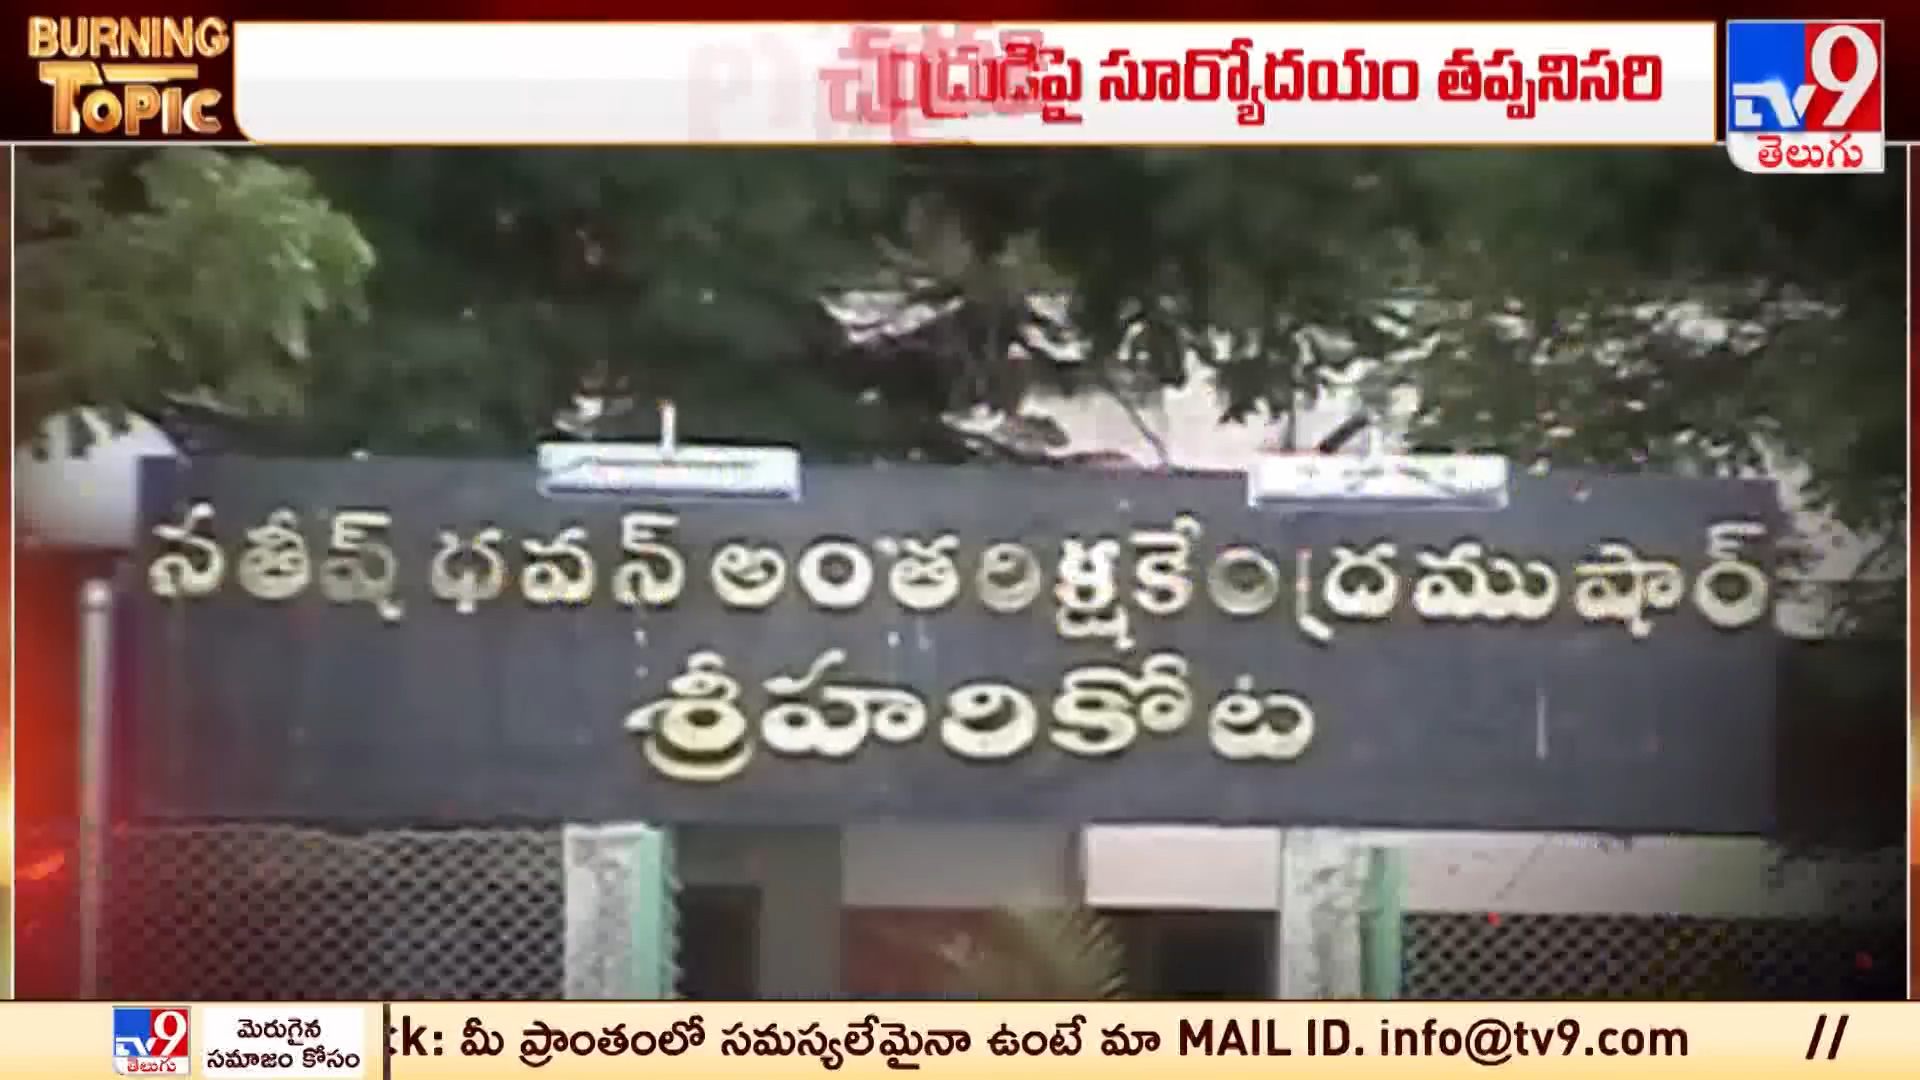 BURNING
TOPIC
చంద్రుడిపై సూర్యోదయం తప్పనిసరి
TV9
తెలుగు
సతీష్ ధవన్ అంతరిక్షకేంద్రము షార్
శ్రీహరికోట
TV9
తెలుగు
మెరుగైన
సమాజం కోసం
ck: మీ ప్రాంతంలో సమస్యలేమైనా ఉంటే మా MAIL ID. info@tv9.com //